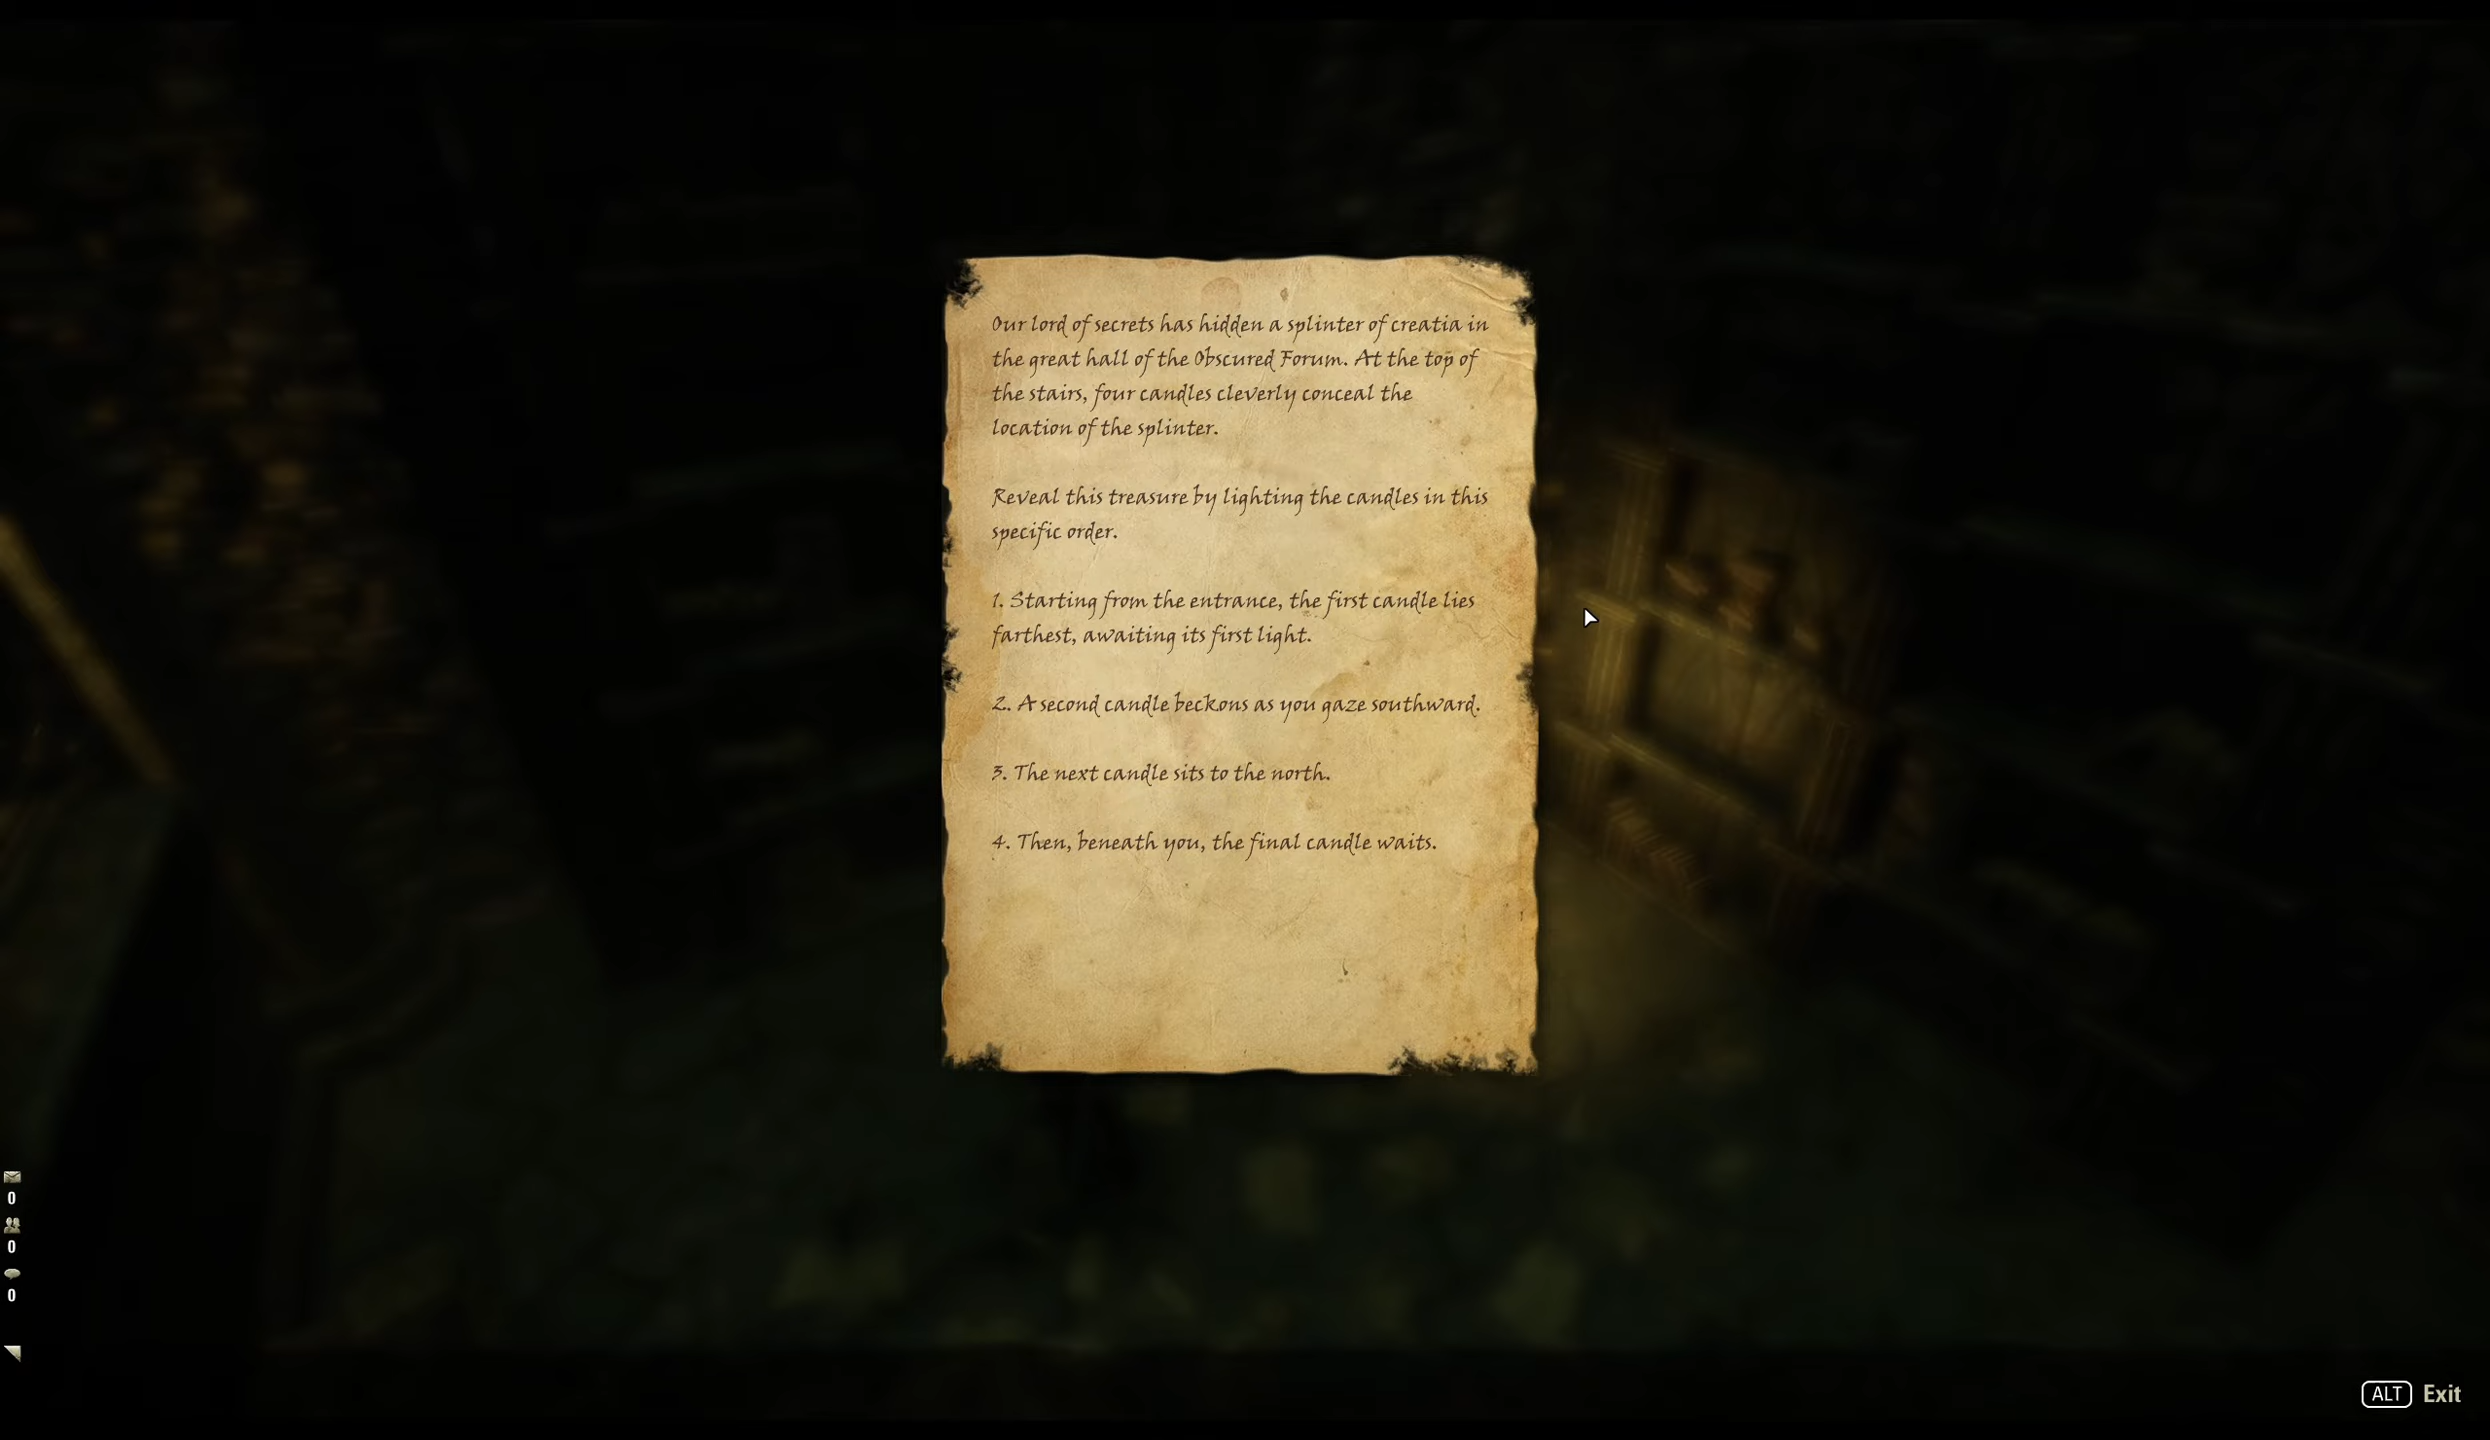 Our lord of secrets has hidden a splinter of creatia in
the great hall of the Obscured Forum. At the top of
the stairs, four candles cleverly conceal the
location of the splinter.
Reveal this treasure by lighting the candles in this
specific order.
1. Starting from the entrance, the first candle lies
farthest, awaiting its first light.
2. A second candle beckons as you gaze southward.
3. The next candle sits to the north.
4. Then, beneath you, the final candle waits.
0
0
0
ALT Exit